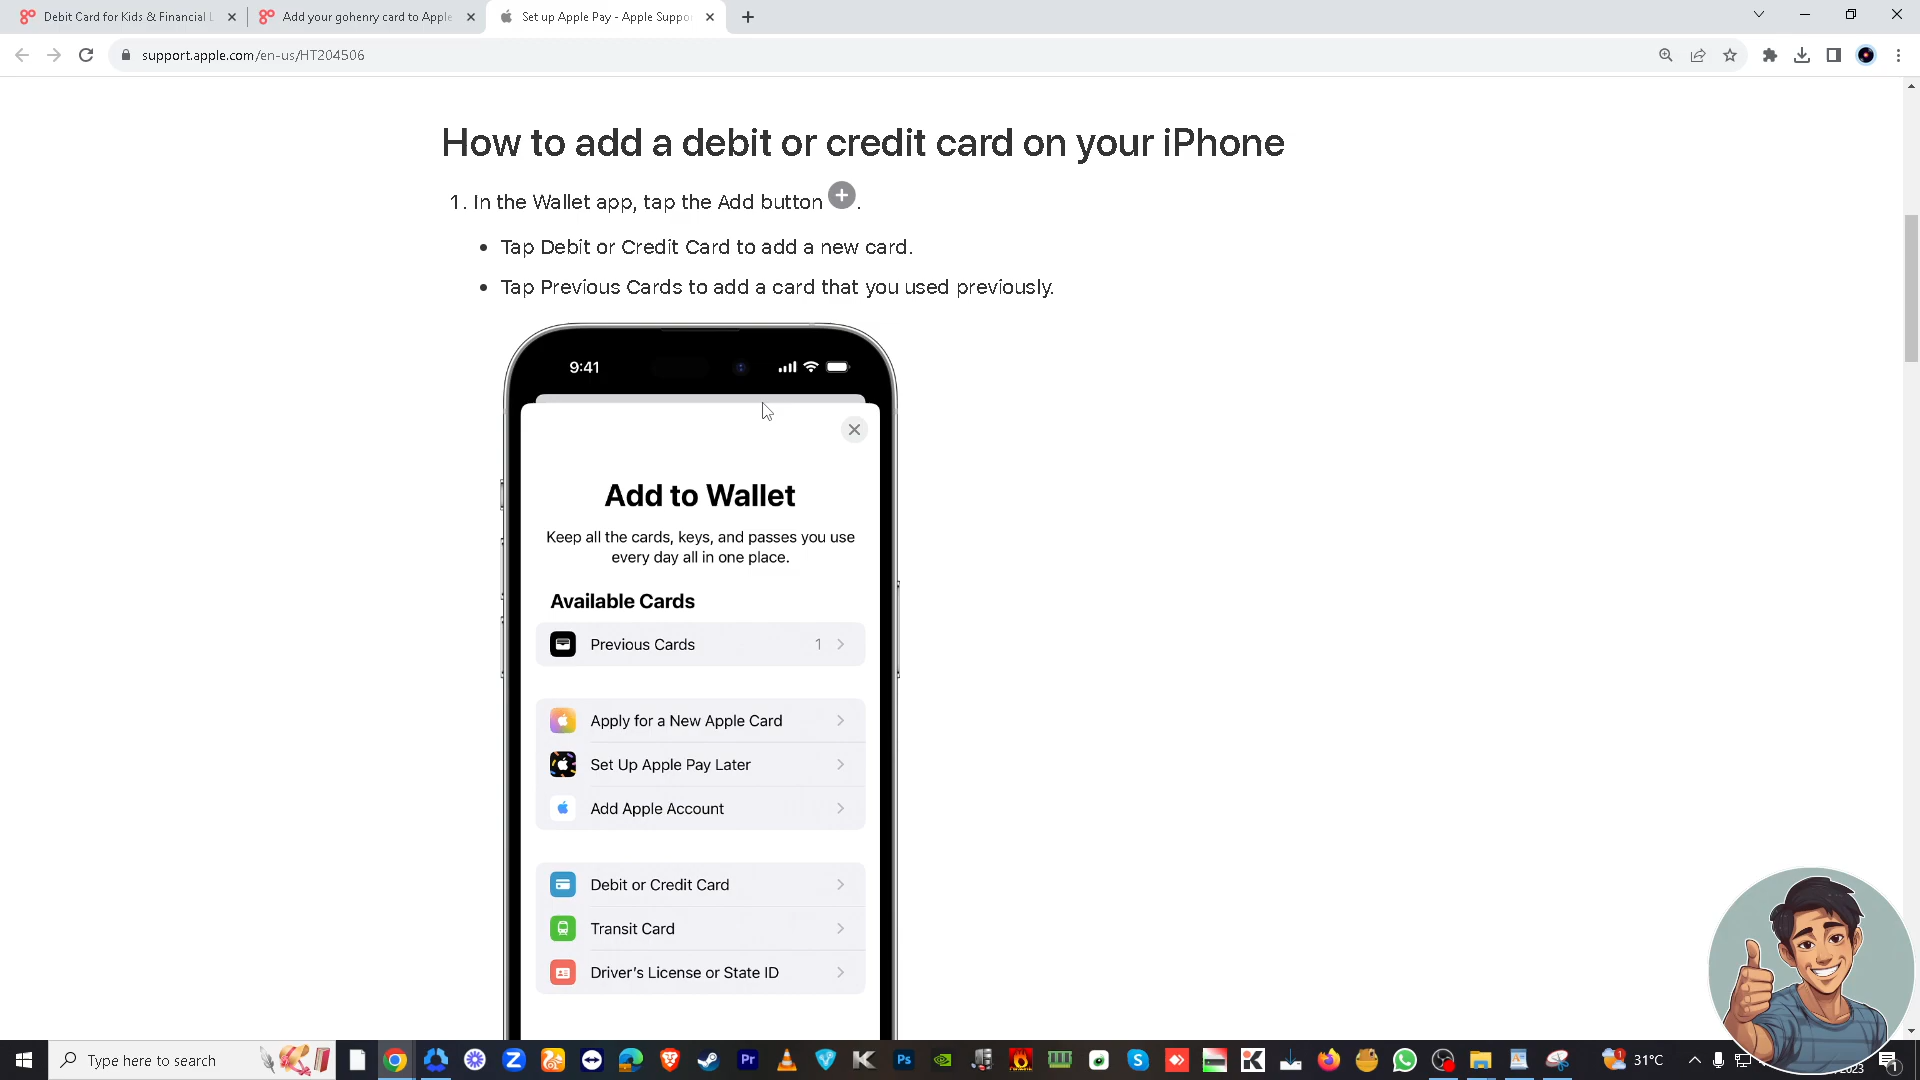 Debit Card for Kids & Financial L
Add your gohenry card to Apple
Set up Apple Pay - Apple Suppor
support.apple.com/en-us/HT204506
How to add a debit or credit card on your iPhone
1. In the Wallet app, tap the Add button .
• Tap Debit or Credit Card to add a new card.
• Tap Previous Cards to add a card that you used previously.
9:41
Add to Wallet
Keep all the cards, keys, and passes you use
every day all in one place.
Available Cards
Previous Cards 1
Apply for a New Apple Card
Set Up Apple Pay Later
Add Apple Account
Debit or Credit Card
Transit Card
Driver's License or State ID
Type here to search
Pr
Ps
31°C